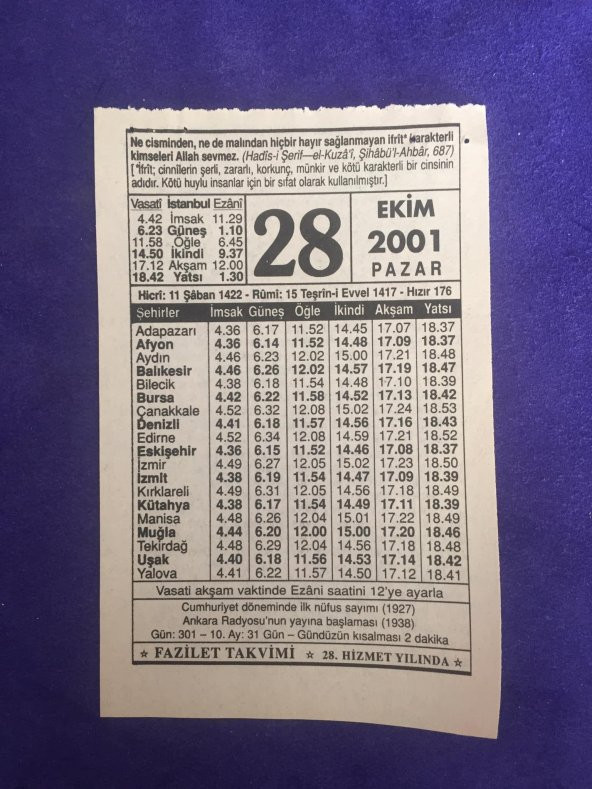 Ne cisminden, ne de malından hiçbir hayır sağlanmayan ifrît* karakterli
kimseleri Allah sevmez. (Hadîs-i Şerif—el-Kuzâ'î, Şihâbü'l-Ahbâr, 687)
[*İfrît; cinnîlerin şerli, zararlı, korkunç, münkir ve kötü karakterli bir cinsinin
adıdır. Kötü huylu insanlar için bir sıfat olarak kullanılmıştır.]
Vasatî İstanbul Ezânî
4.42 İmsak 11.29
6.23 Güneş 1.10
11.58 Öğle 6.45
14.50 İkindi 9.37
17.12 Akşam 12.00
18.42 Yatsı 1.30
28
EKİM
2001
PAZAR
Hicrî: 11 Şâban 1422 - Rûmî: 15 Teşrîn-i Evvel 1417 - Hızır 176
Şehirler İmsak Güneş Öğle İkindi Akşam Yatsı
Adapazarı 4.36 6.17 11.52 14.45 17.07 18.37
Afyon 4.36 6.14 11.52 14.48 17.09 18.37
Aydın 4.46 6.23 12.02 15.00 17.21 18.48
Balıkesir 4.46 6.26 12.02 14.57 17.19 18.47
Bilecik 4.38 6.18 11.54 14.48 17.10 18.39
Bursa 4.42 6.22 11.58 14.52 17.13 18.42
Çanakkale 4.52 6.32 12.08 15.02 17.24 18.53
Denizli 4.41 6.18 11.57 14.56 17.16 18.43
Edirne 4.52 6.34 12.08 14.59 17.21 18.52
Eskişehir 4.36 6.15 11.52 14.46 17.08 18.37
İzmir 4.49 6.27 12.05 15.02 17.23 18.50
İzmit 4.38 6.19 11.54 14.47 17.09 18.39
Kırklareli 4.49 6.31 12.05 14.56 17.18 18.49
Kütahya 4.38 6.17 11.54 14.49 17.11 18.39
Manisa 4.48 6.26 12.04 15.01 17.22 18.49
Muğla 4.44 6.20 12.00 15.00 17.20 18.46
Tekirdağ 4.48 6.29 12.04 14.56 17.18 18.48
Uşak 4.40 6.18 11.56 14.53 17.14 18.42
Yalova 4.41 6.22 11.57 14.50 17.12 18.41
Vasati akşam vaktinde Ezâni saatini 12'ye ayarla
Cumhuriyet döneminde ilk nüfus sayımı (1927)
Ankara Radyosu'nun yayına başlaması (1938)
Gün: 301 – 10. Ay: 31 Gün – Gündüzün kısalması 2 dakika
☆ FAZİLET TAKVİMİ ☆ 28. HİZMET YILINDA ☆